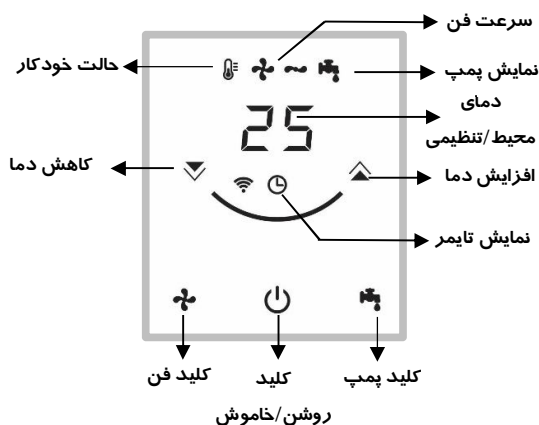 سرعت فن
حالت خودکار
نمایش پمپ
دمای
محیط/تنظیمی
25
کاهش دما
افزایش دما
نمایش تایمر
کلید فن
کلید
روشن/خاموش
کلید پمپ